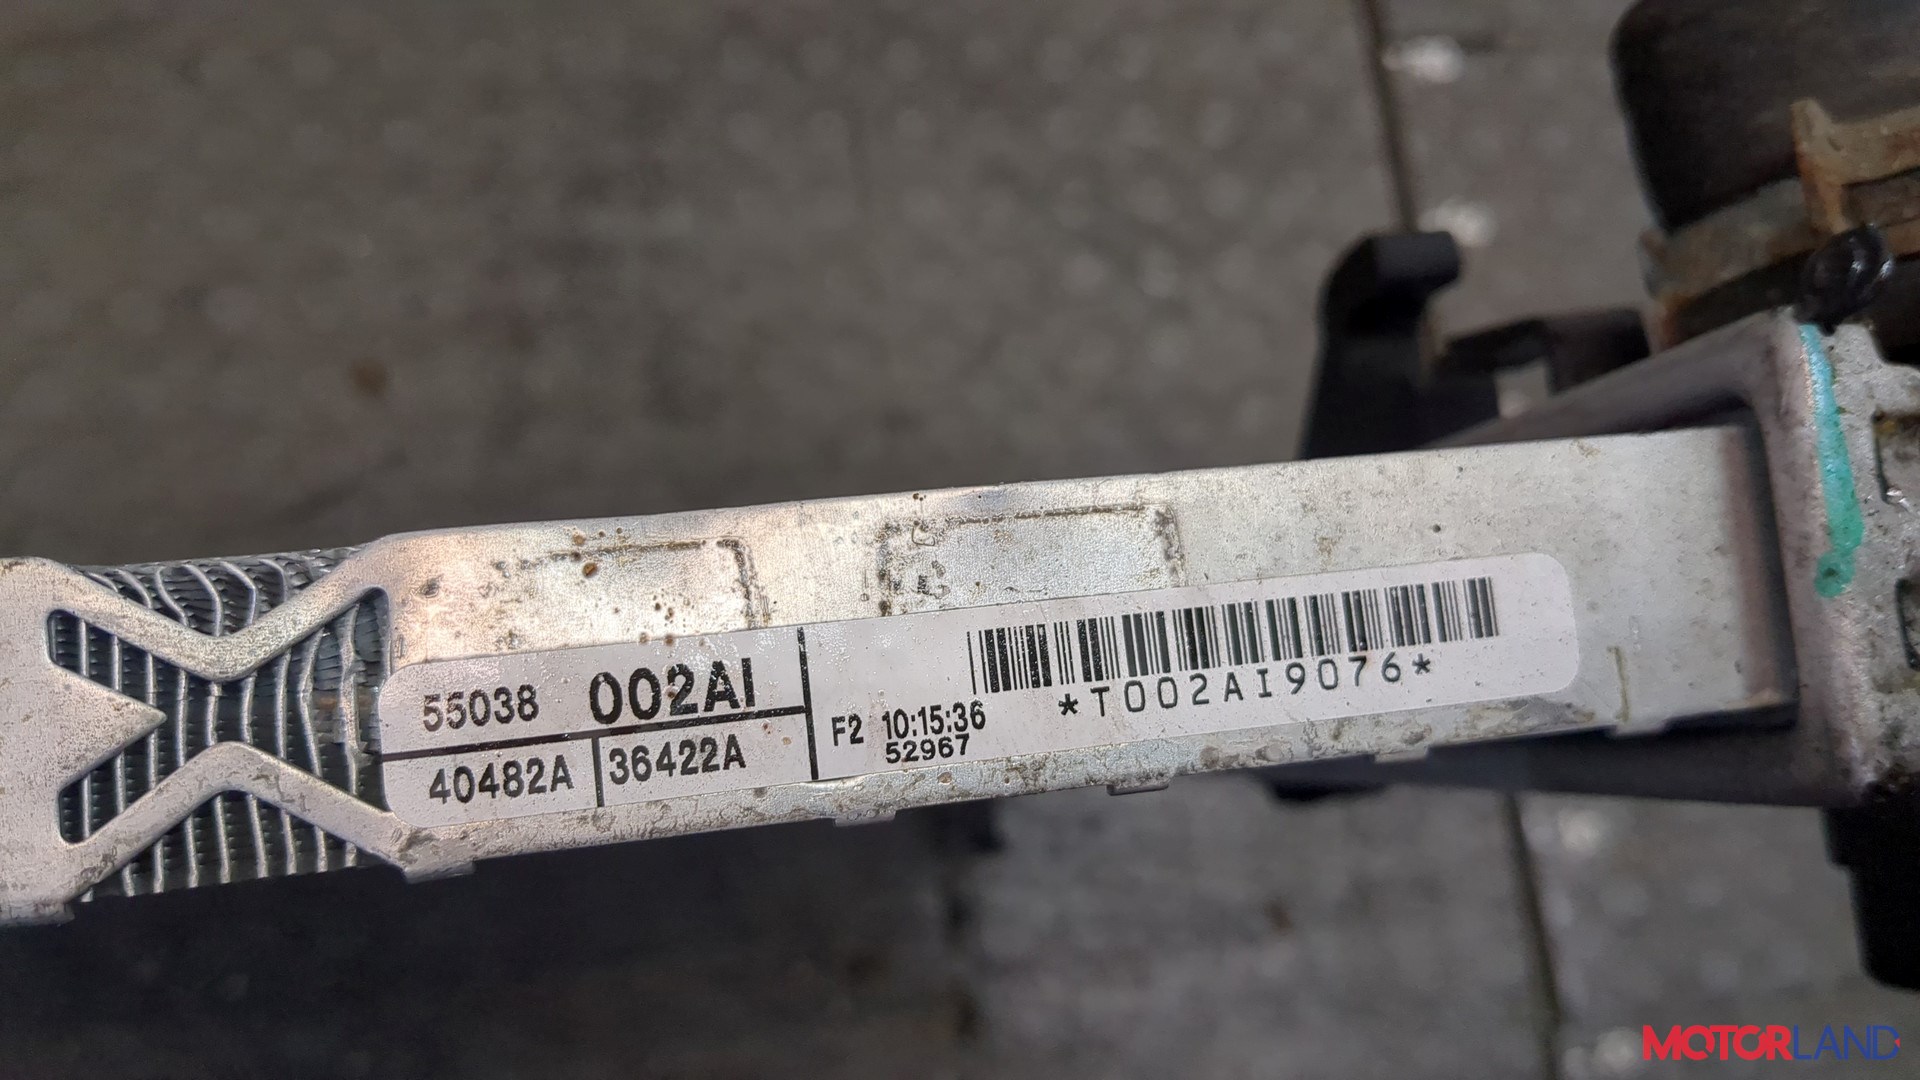 55038 002AI
40482A 36422A
F2 10:15:36
52967
*T002AI9076*
MOTORLAND